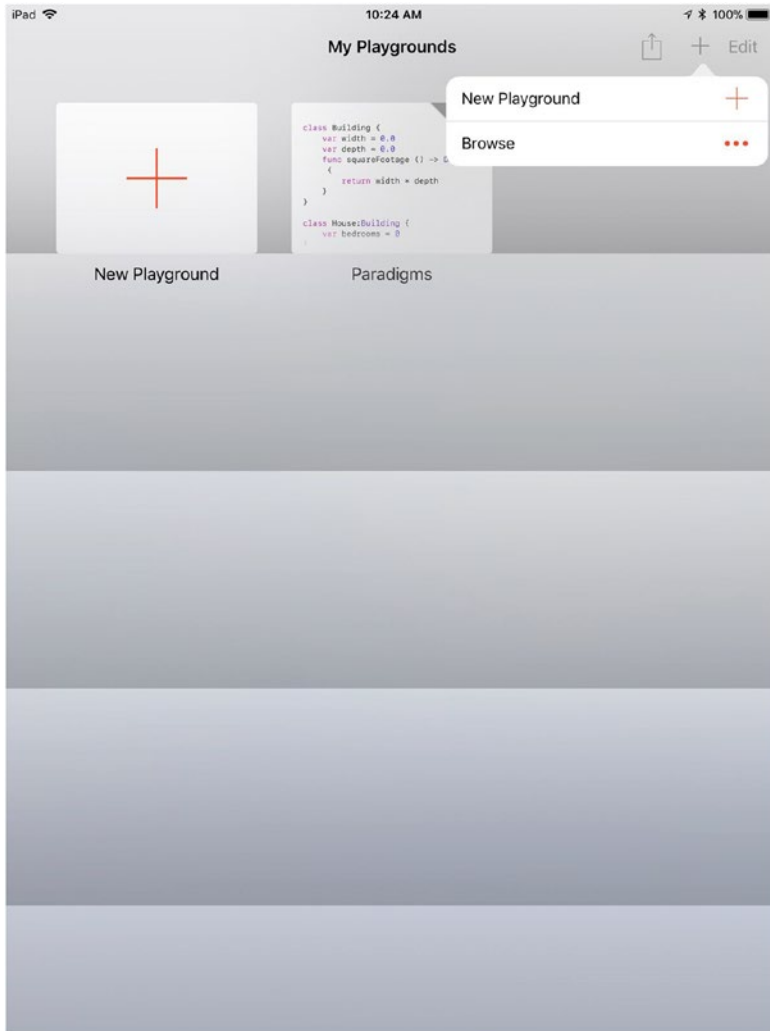 iPad 10:24 AM 100%
My Playgrounds Edit
New Playground
Browse
class Building {
var width = 0.0
var depth = 0.0
func squareFootage () -> D
{
return width * depth
}
}
class House:Building {
var bedrooms = 0
New Playground Paradigms